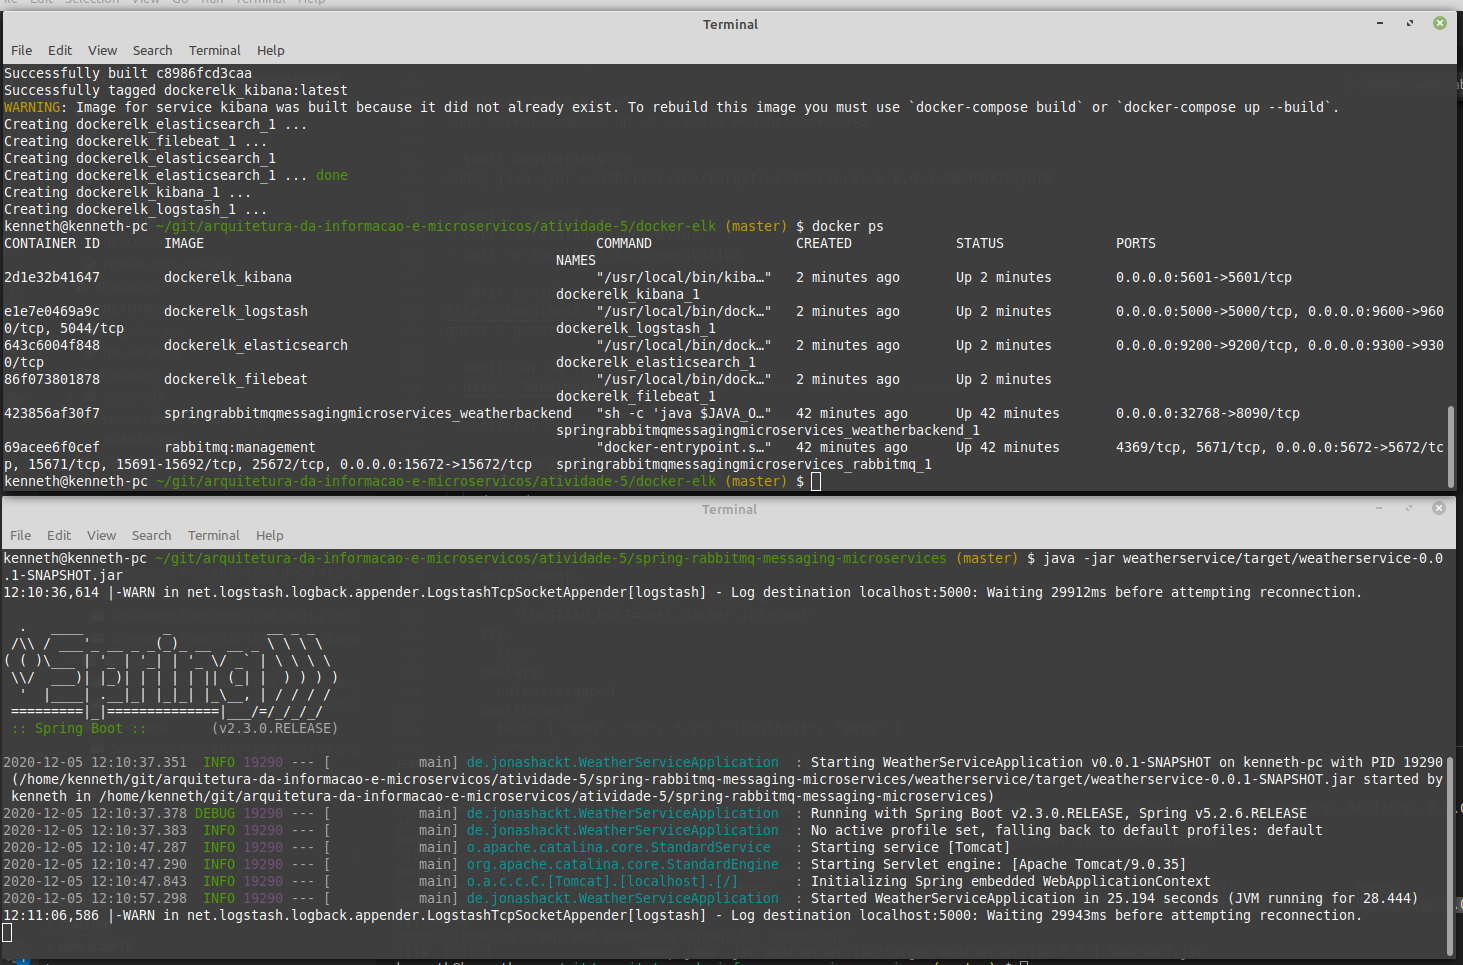 Terminal
File Edit View Search Terminal Help
Successfully built c8986fcd3caa
Successfully tagged dockerelk_kibana:latest
WARNING: Image for service kibana was built because it did not already exist. To rebuild this image you must use `docker-compose build` or `docker-compose up --build`.
Creating dockerelk_elasticsearch_1 ...
Creating dockerelk_filebeat_1 ...
Creating dockerelk_elasticsearch_1
Creating dockerelk_elasticsearch_1 ... done
Creating dockerelk_kibana_1 ...
Creating dockerelk_logstash_1 ...
kenneth@kenneth-pc ~/git/arquitetura-da-informacao-e-microservicos/atividade-5/docker-elk (master) $ docker ps
CONTAINER ID        IMAGE                                                 COMMAND                  CREATED             STATUS              PORTS
NAMES
2d1e32b41647        dockerelk_kibana                                      "/usr/local/bin/kiba…"   2 minutes ago       Up 2 minutes        0.0.0.0:5601->5601/tcp
dockerelk_kibana_1
e1e7e0469a9c        dockerelk_logstash                                    "/usr/local/bin/dock…"   2 minutes ago       Up 2 minutes        0.0.0.0:5000->5000/tcp, 0.0.0.0:9600->960
0/tcp, 5044/tcp                                                      dockerelk_logstash_1
643c6004f848        dockerelk_elasticsearch                               "/usr/local/bin/dock…"   2 minutes ago       Up 2 minutes        0.0.0.0:9200->9200/tcp, 0.0.0.0:9300->930
0/tcp                                                                dockerelk_elasticsearch_1
86f073801878        dockerelk_filebeat                                    "/usr/local/bin/dock…"   2 minutes ago       Up 2 minutes
dockerelk_filebeat_1
423856af30f7        springrabbitmqmessagingmicroservices_weatherbackend   "sh -c 'java $JAVA_O…"   42 minutes ago      Up 42 minutes       0.0.0.0:32768->8090/tcp
springrabbitmqmessagingmicroservices_weatherbackend_1
69acee6f0cef        rabbitmq:management                                   "docker-entrypoint.s…"   42 minutes ago      Up 42 minutes       4369/tcp, 5671/tcp, 0.0.0.0:5672->5672/tc
p, 15671/tcp, 15691-15692/tcp, 25672/tcp, 0.0.0.0:15672->15672/tcp   springrabbitmqmessagingmicroservices_rabbitmq_1
kenneth@kenneth-pc ~/git/arquitetura-da-informacao-e-microservicos/atividade-5/docker-elk (master) $
Terminal
File Edit View Search Terminal Help
kenneth@kenneth-pc ~/git/arquitetura-da-informacao-e-microservicos/atividade-5/spring-rabbitmq-messaging-microservices (master) $ java -jar weatherservice/target/weatherservice-0.0
.1-SNAPSHOT.jar
12:10:36,614 |-WARN in net.logstash.logback.appender.LogstashTcpSocketAppender[logstash] - Log destination localhost:5000: Waiting 29912ms before attempting reconnection.
:: Spring Boot ::        (v2.3.0.RELEASE)
2020-12-05 12:10:37.351  INFO 19290 --- [           main] de.jonashackt.WeatherServiceApplication  : Starting WeatherServiceApplication v0.0.1-SNAPSHOT on kenneth-pc with PID 19290
(/home/kenneth/git/arquitetura-da-informacao-e-microservicos/atividade-5/spring-rabbitmq-messaging-microservices/weatherservice/target/weatherservice-0.0.1-SNAPSHOT.jar started by
kenneth in /home/kenneth/git/arquitetura-da-informacao-e-microservicos/atividade-5/spring-rabbitmq-messaging-microservices)
2020-12-05 12:10:37.378 DEBUG 19290 --- [           main] de.jonashackt.WeatherServiceApplication  : Running with Spring Boot v2.3.0.RELEASE, Spring v5.2.6.RELEASE
2020-12-05 12:10:37.383  INFO 19290 --- [           main] de.jonashackt.WeatherServiceApplication  : No active profile set, falling back to default profiles: default
2020-12-05 12:10:47.287  INFO 19290 --- [           main] o.apache.catalina.core.StandardService   : Starting service [Tomcat]
2020-12-05 12:10:47.290  INFO 19290 --- [           main] org.apache.catalina.core.StandardEngine  : Starting Servlet engine: [Apache Tomcat/9.0.35]
2020-12-05 12:10:47.843  INFO 19290 --- [           main] o.a.c.c.C.[Tomcat].[localhost].[/]       : Initializing Spring embedded WebApplicationContext
2020-12-05 12:10:57.298  INFO 19290 --- [           main] de.jonashackt.WeatherServiceApplication  : Started WeatherServiceApplication in 25.194 seconds (JVM running for 28.444)
12:11:06,586 |-WARN in net.logstash.logback.appender.LogstashTcpSocketAppender[logstash] - Log destination localhost:5000: Waiting 29943ms before attempting reconnection.